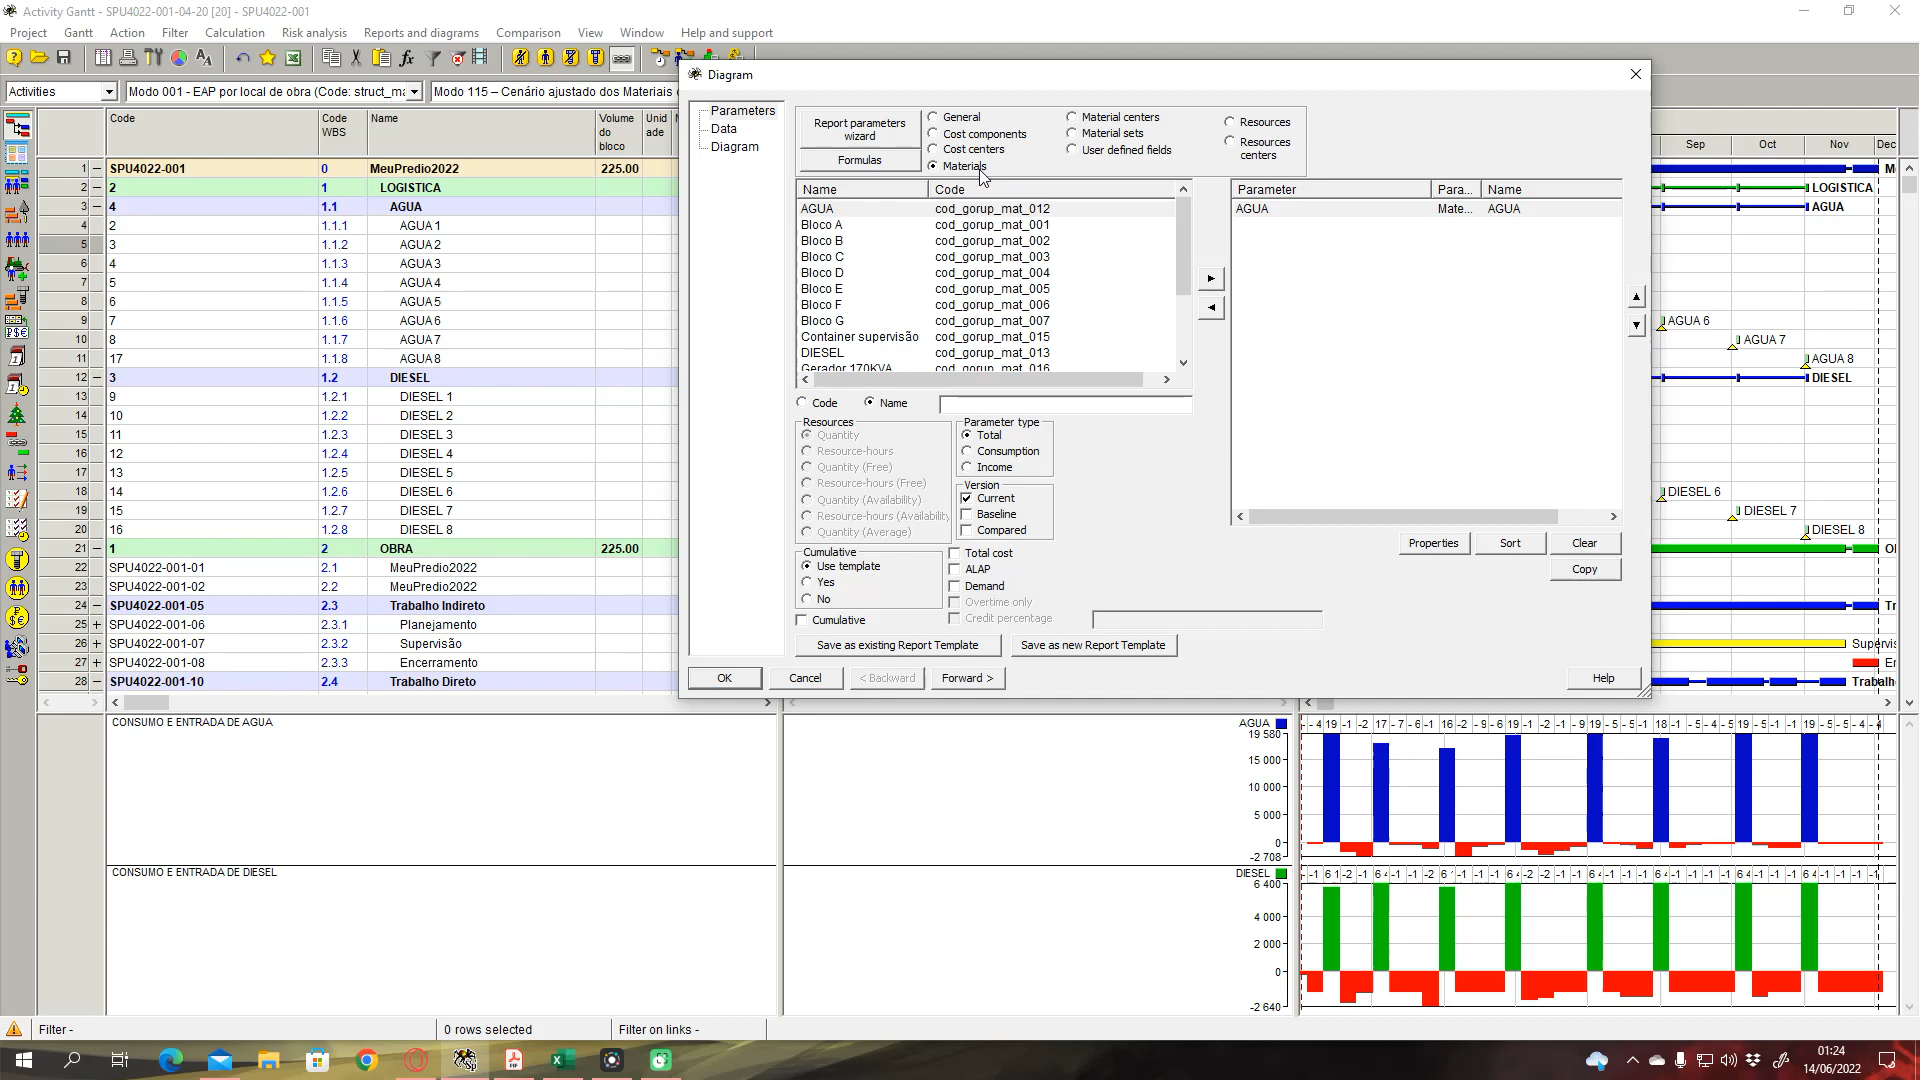 Activity Gantt - SPU4022-001-04-20 [20] - SPU4022-001
Project Gantt Action Filter Calculation Risk analysis Reports and diagrams Comparison View Window Help and support
Activities Modo 001 - EAP por local de obra (Code: struct_ma Modo 115 – Cenário ajustado dos Materiais
Code Code WBS Name Volume do bloco Unid ade
1 SPU4022-001 0 MeuPredio2022 225.00
2 2 1 LOGISTICA
3 4 1.1 AGUA
4 2 1.1.1 AGUA 1
5 3 1.1.2 AGUA 2
6 4 1.1.3 AGUA 3
7 5 1.1.4 AGUA 4
8 6 1.1.5 AGUA 5
9 7 1.1.6 AGUA 6
10 8 1.1.7 AGUA 7
11 17 1.1.8 AGUA 8
12 3 1.2 DIESEL
13 9 1.2.1 DIESEL 1
14 10 1.2.2 DIESEL 2
15 11 1.2.3 DIESEL 3
16 12 1.2.4 DIESEL 4
17 13 1.2.5 DIESEL 5
18 14 1.2.6 DIESEL 6
19 15 1.2.7 DIESEL 7
20 16 1.2.8 DIESEL 8
21 1 2 OBRA 225.00
22 SPU4022-001-01 2.1 MeuPredio2022
23 SPU4022-001-02 2.2 MeuPredio2022
24 SPU4022-001-05 2.3 Trabalho Indireto
25 SPU4022-001-06 2.3.1 Planejamento
26 SPU4022-001-07 2.3.2 Supervisão
27 SPU4022-001-08 2.3.3 Encerramento
28 SPU4022-001-10 2.4 Trabalho Direto
Diagram
Parameters
Data
Diagram
Report parameters wizard
Formulas
General
Cost components
Cost centers
Materials
Material centers
Material sets
User defined fields
Resources
Resources centers
Name Code
AGUA cod_gorup_mat_012
Bloco A cod_gorup_mat_001
Bloco B cod_gorup_mat_002
Bloco C cod_gorup_mat_003
Bloco D cod_gorup_mat_004
Bloco E cod_gorup_mat_005
Bloco F cod_gorup_mat_006
Bloco G cod_gorup_mat_007
Container supervisão cod_gorup_mat_015
DIESEL cod_gorup_mat_013
Gerador 170KVA cod_gorup_mat_016
Parameter Para... Name
AGUA Mate... AGUA
Code Name
Resources
Quantity
Resource-hours
Quantity (Free)
Resource-hours (Free)
Quantity (Availability)
Resource-hours (Availability
Quantity (Average)
Parameter type
Total
Consumption
Income
Version
Current
Baseline
Compared
Cumulative
Use template
Yes
No
Cumulative
Total cost
ALAP
Demand
Overtime only
Credit percentage
Properties Sort Clear
Copy
Save as existing Report Template Save as new Report Template
OK Cancel < Backward Forward > Help
Sep Oct Nov Dec
LOGISTICA
AGUA
AGUA 6
AGUA 7
AGUA 8
DIESEL
DIESEL 6
DIESEL 7
DIESEL 8
Supervis
Trabalh
CONSUMO E ENTRADA DE AGUA
AGUA
19 580
15 000
10 000
5 000
0
-2 708
CONSUMO E ENTRADA DE DIESEL
DIESEL
6 400
4 000
2 000
0
-2 640
Filter - 0 rows selected Filter on links -
01:24
14/06/2022